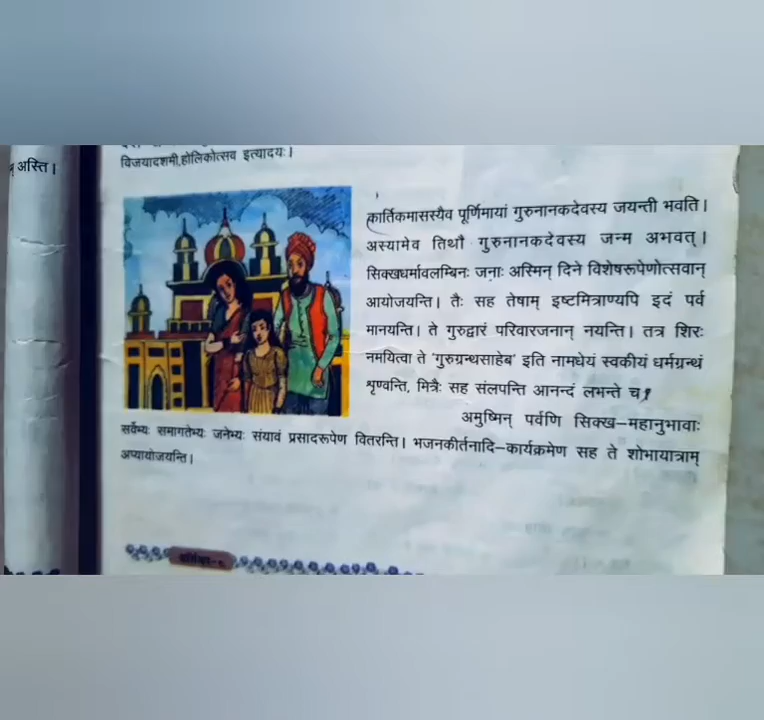 अस्ति।
विजयादशमी,होलिकोत्सव इत्यादयः।
कार्तिकमासस्यैव पूर्णिमायां गुरुनानकदेवस्य जयन्ती भवति।
अस्यामेव तिथौ गुरुनानकदेवस्य जन्म अभवत्।
सिक्खधर्मावलम्बिनः जनाः अस्मिन् दिने विशेषरूपेणोत्सवान्
आयोजयन्ति। तैः सह तेषाम् इष्टमित्राण्यपि इदं पर्व
मानयन्ति। ते गुरुद्वारं परिवारजनान् नयन्ति। तत्र शिरः
नमयित्वा ते 'गुरुग्रन्थसाहेब' इति नामधेयं स्वकीयं धर्मग्रन्थं
शृण्वन्ति, मित्रैः सह संलपन्ति आनन्दं लभन्ते च।
अमुष्मिन् पर्वणि सिक्ख–महानुभावाः
सर्वेभ्यः समागतेभ्यः जनेभ्यः संयावं प्रसादरूपेण वितरन्ति। भजनकीर्तनादि–कार्यक्रमेण सह ते शोभायात्राम्
अप्यायोजयन्ति।